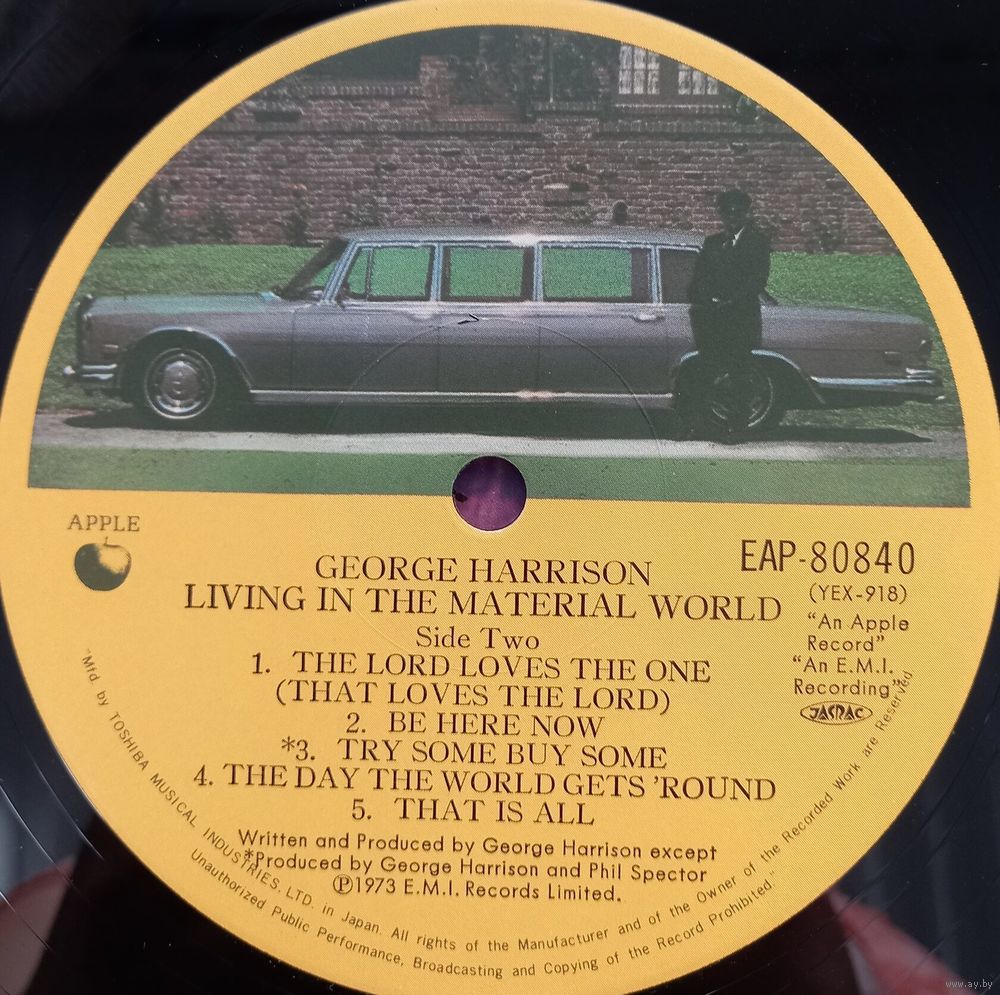 APPLE
EAP-80840
(YEX-918)
"An Apple
Record"
"An E.M.I.
Recording"
JASRAC
GEORGE HARRISON
LIVING IN THE MATERIAL WORLD
Side Two
1. THE LORD LOVES THE ONE
(THAT LOVES THE LORD)
2. BE HERE NOW
*3. TRY SOME BUY SOME
4. THE DAY THE WORLD GETS 'ROUND
5. THAT IS ALL
Written and Produced by George Harrison except
*Produced by George Harrison and Phil Spector
Ⓟ1973 E.M.I. Records Limited.
"Mfd by TOSHIBA MUSICAL INDUSTRIES, LTD. in Japan. All rights of the Manufacturer and of the Owner of the Recorded Work are Reserved
Unauthorized Public Performance, Broadcasting and Copying of the Record Prohibited."
www.ay.by